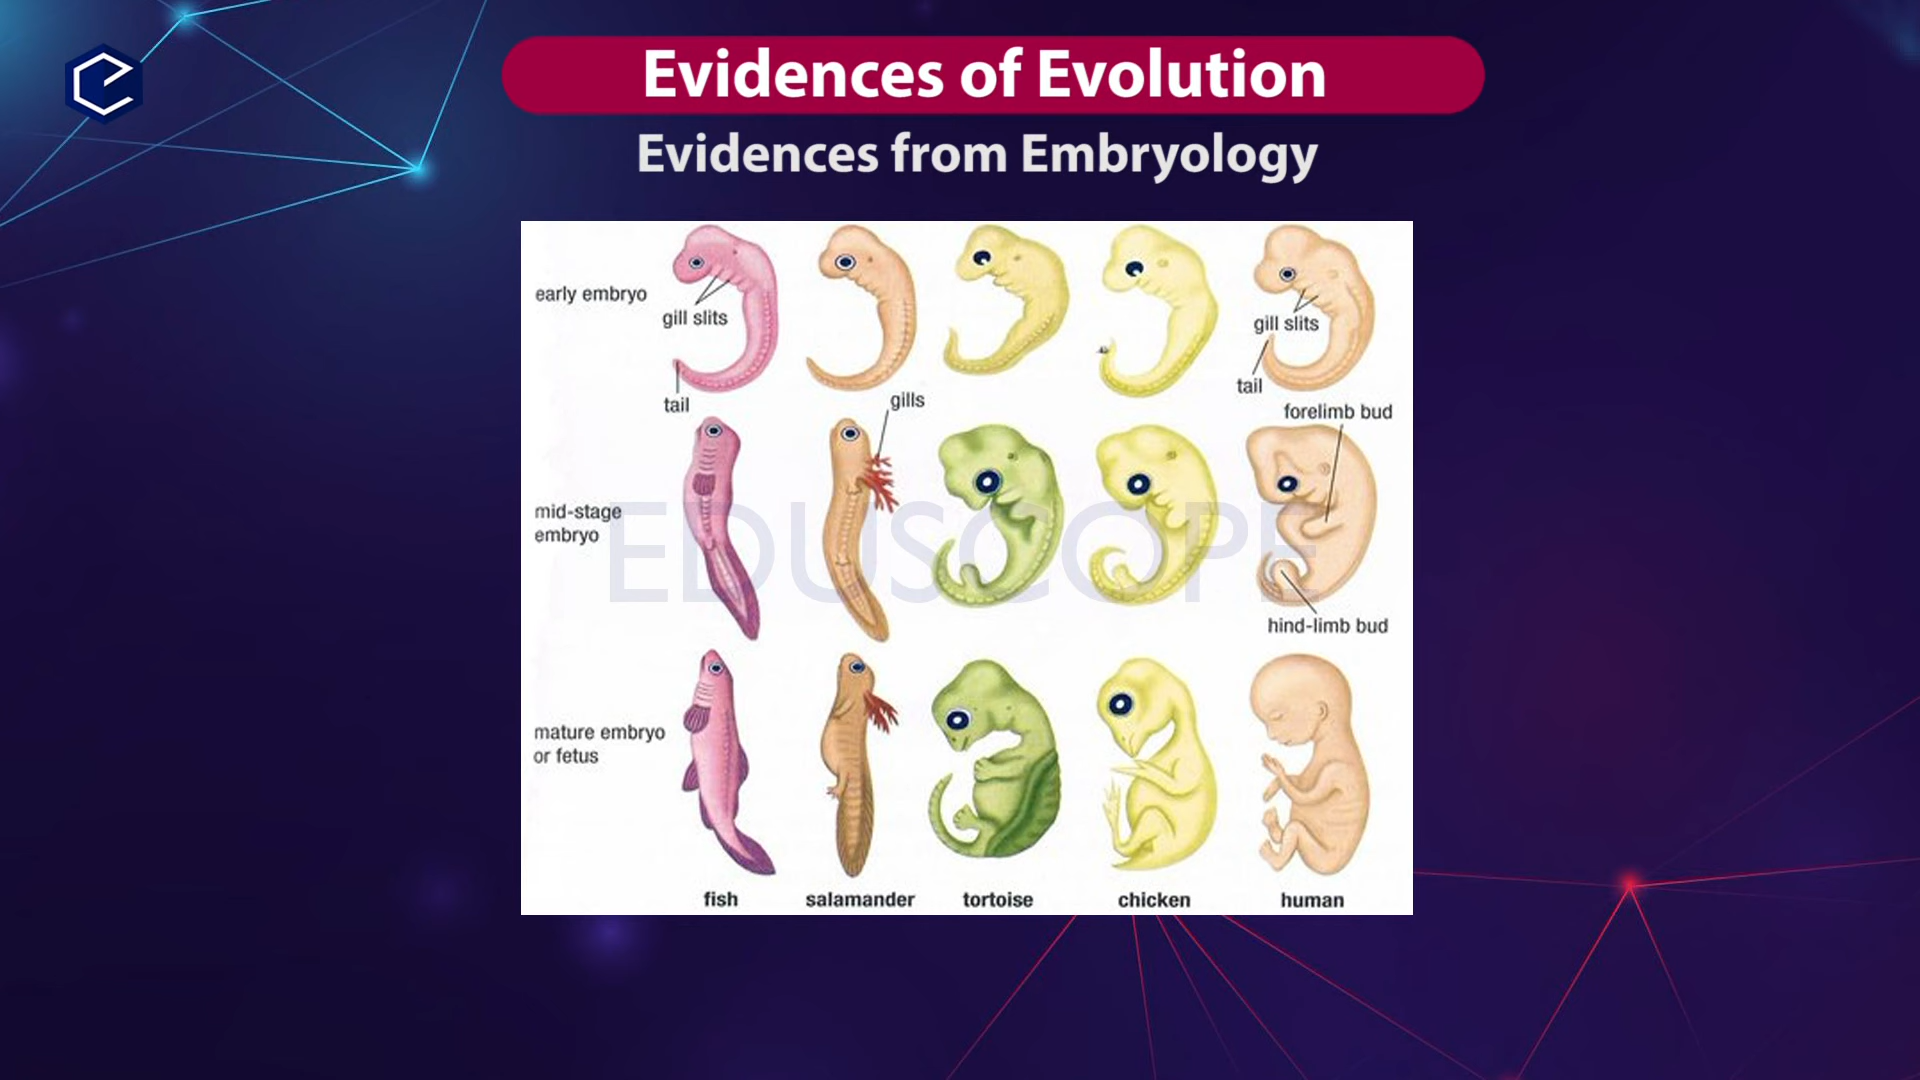 Evidences of Evolution
Evidences from Embryology
early embryo
gill slits
tail
gill slits
tail
gills
forelimb bud
mid-stage
embryo
EDUSCOPE
hind-limb bud
mature embryo
or fetus
fish
salamander
tortoise
chicken
human